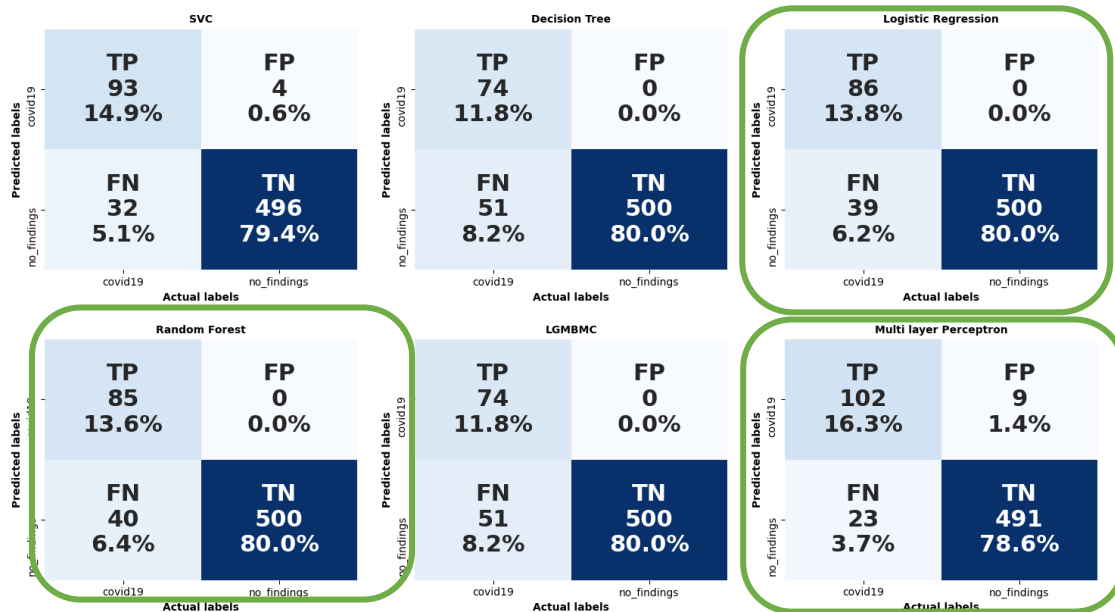 SVC
Decision Tree
Logistic Regression
TP
93
14.9%
FP
4
0.6%
FN
32
5.1%
TN
496
79.4%
Predicted labels
covid19
no_findings
covid19
no_findings
Actual labels
TP
74
11.8%
FP
0
0.0%
FN
51
8.2%
TN
500
80.0%
Predicted labels
covid19
no_findings
covid19
no_findings
Actual labels
TP
86
13.8%
FP
0
0.0%
FN
39
6.2%
TN
500
80.0%
Predicted labels
covid19
no_findings
covid19
no_findings
Actual labels
Random Forest
LGMBMC
Multi layer Perceptron
TP
85
13.6%
FP
0
0.0%
FN
40
6.4%
TN
500
80.0%
Predicted labels
covid19
no_findings
covid19
no_findings
Actual labels
TP
74
11.8%
FP
0
0.0%
FN
51
8.2%
TN
500
80.0%
Predicted labels
covid19
no_findings
covid19
no_findings
Actual labels
TP
102
16.3%
FP
9
1.4%
FN
23
3.7%
TN
491
78.6%
Predicted labels
covid19
no_findings
covid19
no_findings
Actual labels